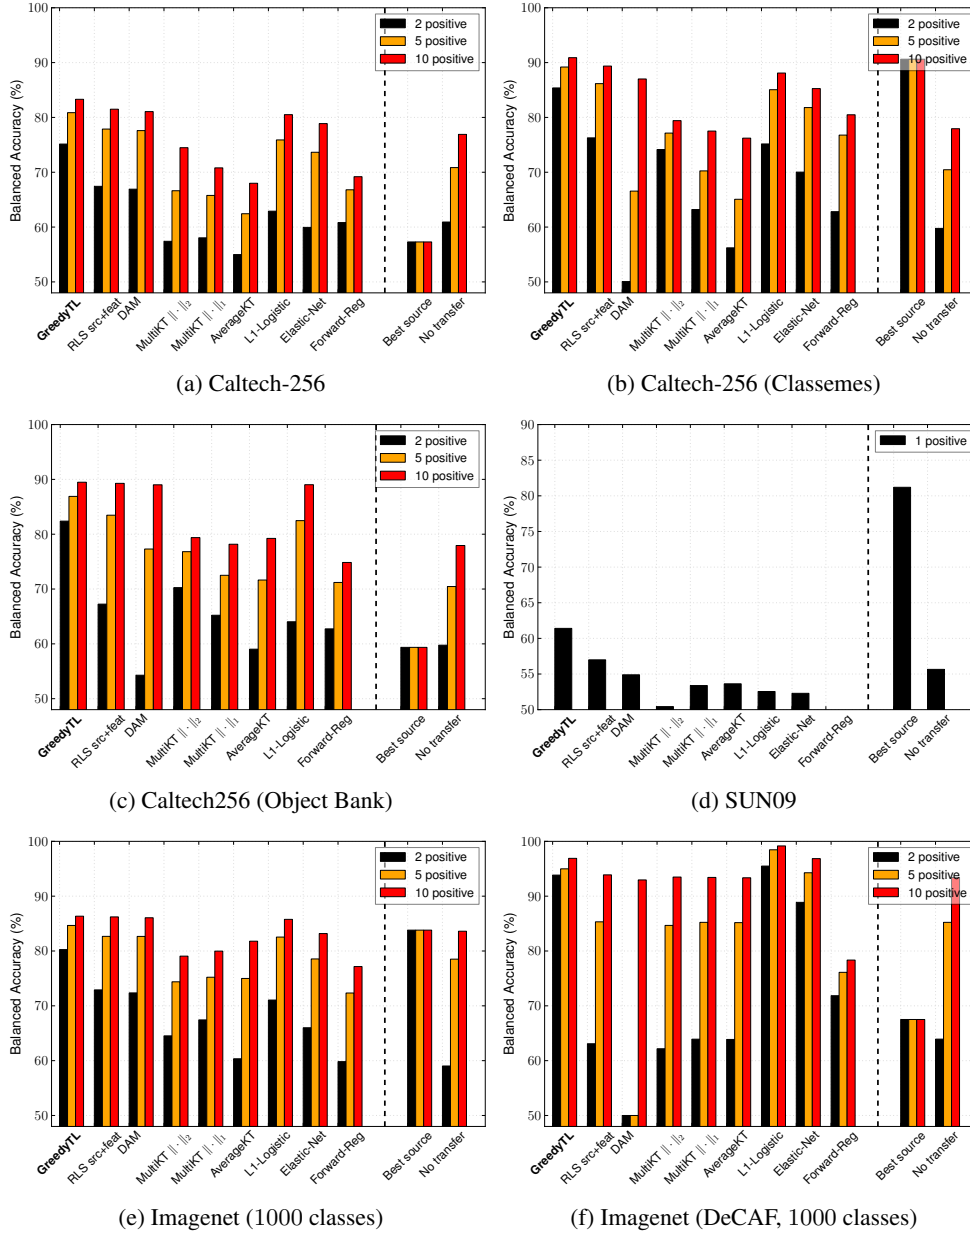 100
90
80
70
60
50
Balanced Accuracy (%)
2 positive
5 positive
10 positive
GreedyTL
RLS src+feat
DAM
MultiKT || · ||₂
MultiKT || · ||₁
AverageKT
L1-Logistic
Elastic-Net
Forward-Reg
Best source
No transfer
(a) Caltech-256
100
90
80
70
60
50
Balanced Accuracy (%)
2 positive
5 positive
10 positive
GreedyTL
RLS src+feat
DAM
MultiKT || · ||₂
MultiKT || · ||₁
AverageKT
L1-Logistic
Elastic-Net
Forward-Reg
Best source
No transfer
(b) Caltech-256 (Classemes)
100
90
80
70
60
50
Balanced Accuracy (%)
2 positive
5 positive
10 positive
GreedyTL
RLS src+feat
DAM
MultiKT || · ||₂
MultiKT || · ||₁
AverageKT
L1-Logistic
Forward-Reg
Best source
No transfer
(c) Caltech256 (Object Bank)
90
85
80
75
70
65
60
55
50
Balanced Accuracy (%)
1 positive
GreedyTL
RLS src+feat
DAM
MultiKT || · ||₂
MultiKT || · ||₁
AverageKT
L1-Logistic
Elastic-Net
Forward-Reg
Best source
No transfer
(d) SUN09
100
90
80
70
60
50
Balanced Accuracy (%)
2 positive
5 positive
10 positive
GreedyTL
RLS src+feat
DAM
MultiKT || · ||₂
MultiKT || · ||₁
AverageKT
L1-Logistic
Elastic-Net
Forward-Reg
Best source
No transfer
(e) Imagenet (1000 classes)
100
90
80
70
60
50
Balanced Accuracy (%)
2 positive
5 positive
10 positive
GreedyTL
RLS src+feat
DAM
MultiKT || · ||₂
MultiKT || · ||₁
AverageKT
L1-Logistic
Elastic-Net
Forward-Reg
Best source
No transfer
(f) Imagenet (DeCAF, 1000 classes)